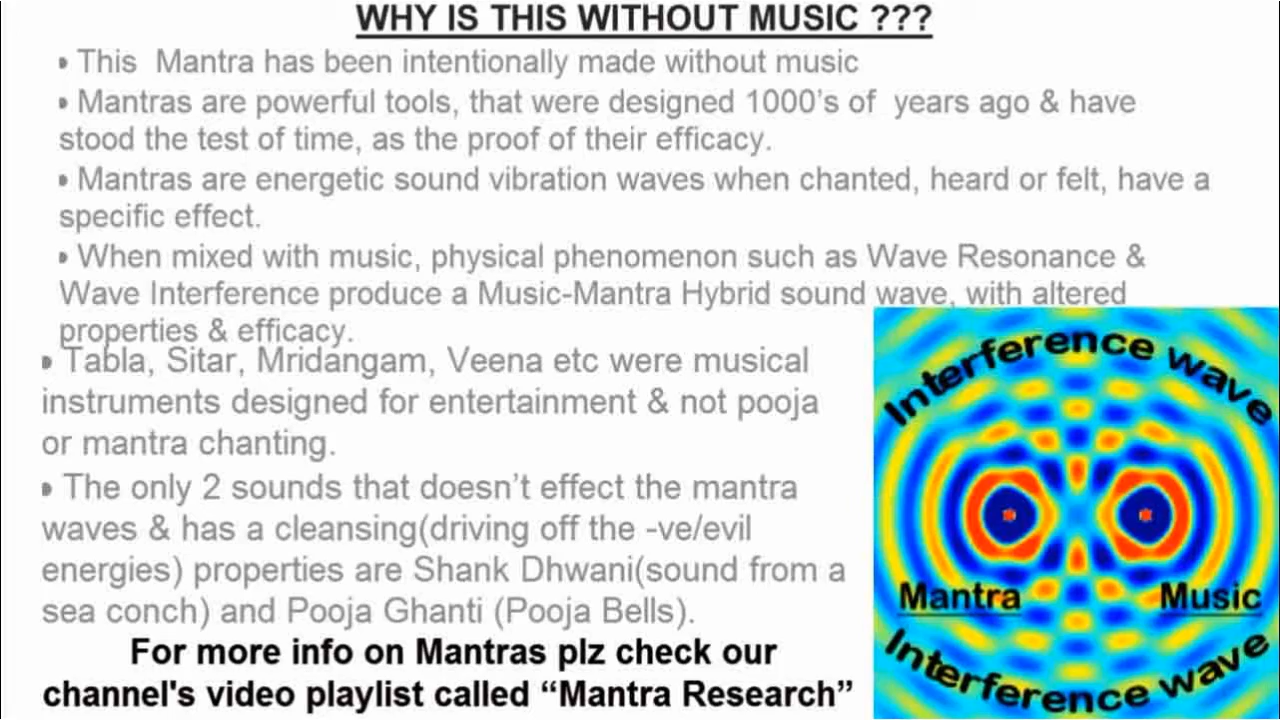 WHY IS THIS WITHOUT MUSIC ???
• This  Mantra has been intentionally made without music
• Mantras are powerful tools, that were designed 1000’s of  years ago & have
stood the test of time, as the proof of their efficacy.
• Mantras are energetic sound vibration waves when chanted, heard or felt, have a
specific effect.
• When mixed with music, physical phenomenon such as Wave Resonance &
Wave Interference produce a Music-Mantra Hybrid sound wave, with altered
properties & efficacy.
• Tabla, Sitar, Mridangam, Veena etc were musical
instruments designed for entertainment & not pooja
or mantra chanting.
• The only 2 sounds that doesn’t effect the mantra
waves & has a cleansing(driving off the -ve/evil
energies) properties are Shank Dhwani(sound from a
sea conch) and Pooja Ghanti (Pooja Bells).
For more info on Mantras plz check our
channel's video playlist called “Mantra Research”
Interference wave
Mantra
Music
Interference wave